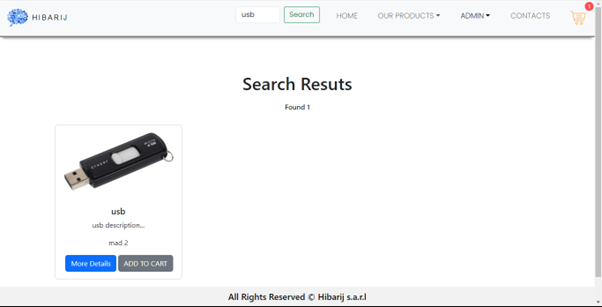 HIBARIJ
usb
Search
HOME
OUR PRODUCTS
ADMIN
CONTACTS
1
Search Resuts
Found 1
usb
usb description...
mad 2
More Details
ADD TO CART
All Rights Reserved © Hibarij s.a.r.l